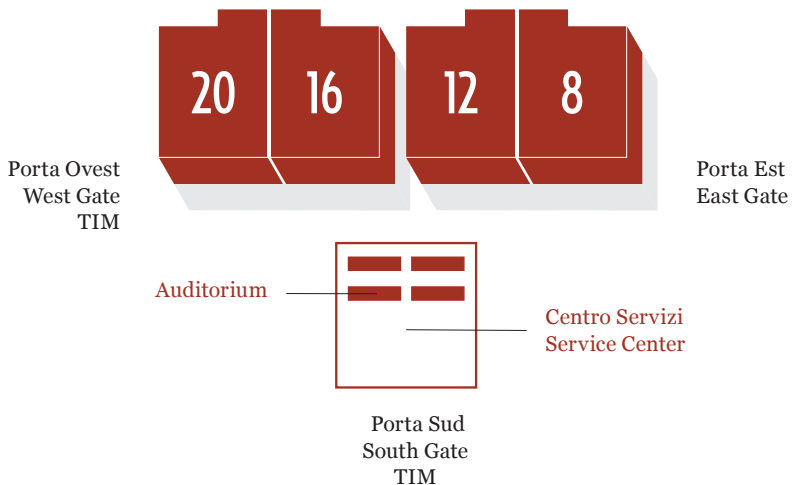 20
16
12
8
Porta Ovest
West Gate
TIM
Porta Est
East Gate
Auditorium
Centro Servizi
Service Center
Porta Sud
South Gate
TIM